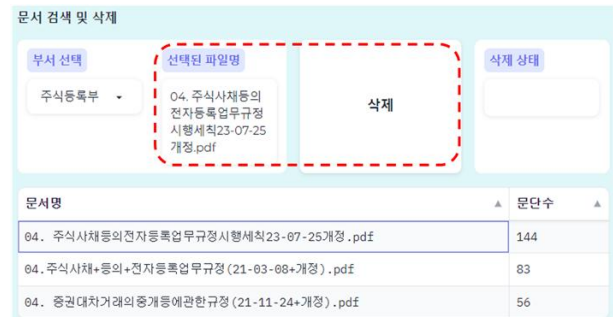 문서 검색 및 삭제
부서 선택
선택된 파일명
삭제 상태
주식등록부
04. 주식사채등의
전자등록업무규정
시행세칙23-07-25
개정.pdf
삭제
문서명
문단수
04. 주식사채등의전자등록업무규정시행세칙23-07-25개정.pdf 144
04.주식사채+등의+전자등록업무규정(21-03-08+개정).pdf 83
04. 증권대차거래의중개등에관한규정(21-11-24+개정).pdf 56